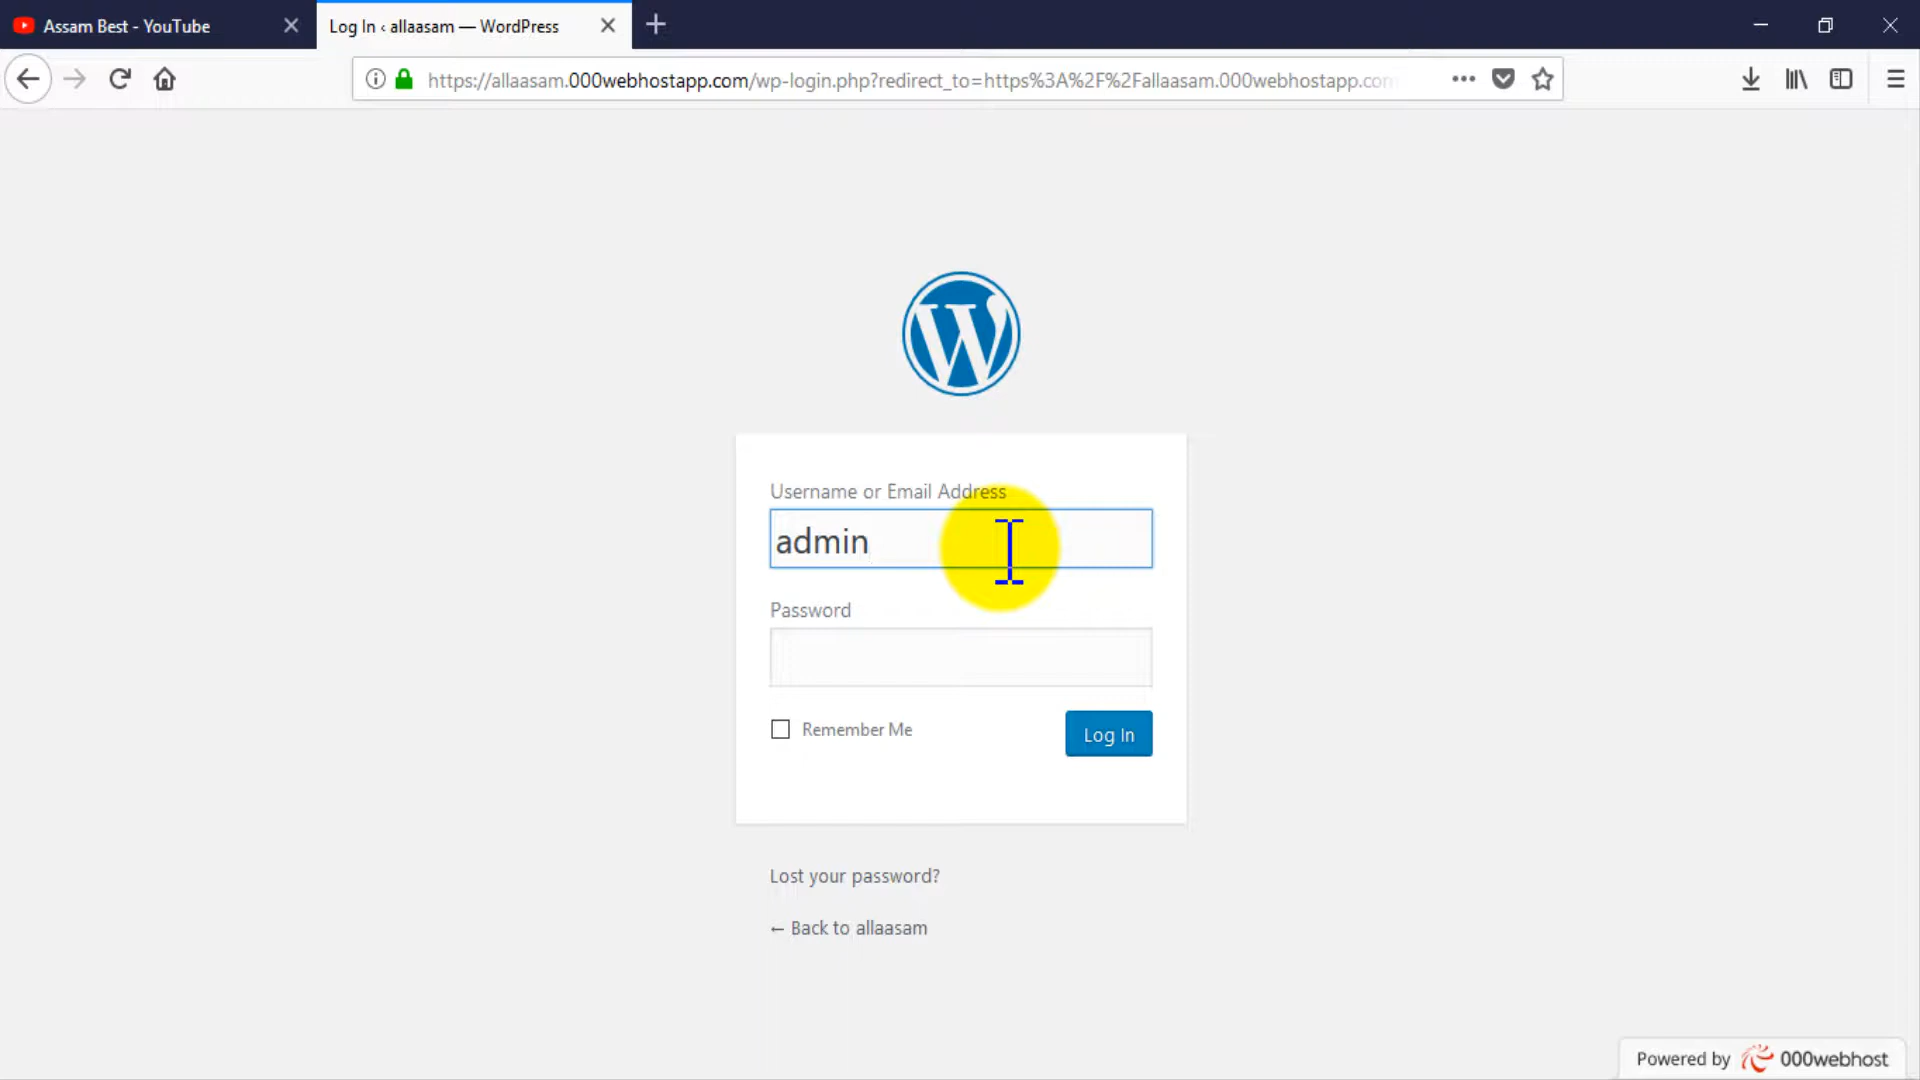 Assam Best - YouTube
Log In ‹ allaasam — WordPress
https://allaasam.000webhostapp.com/wp-login.php?redirect_to=https%3A%2F%2Fallaasam.000webhostapp.com
Username or Email Address
admin
Password
Remember Me
Log In
Lost your password?
← Back to allaasam
Powered by 000webhost